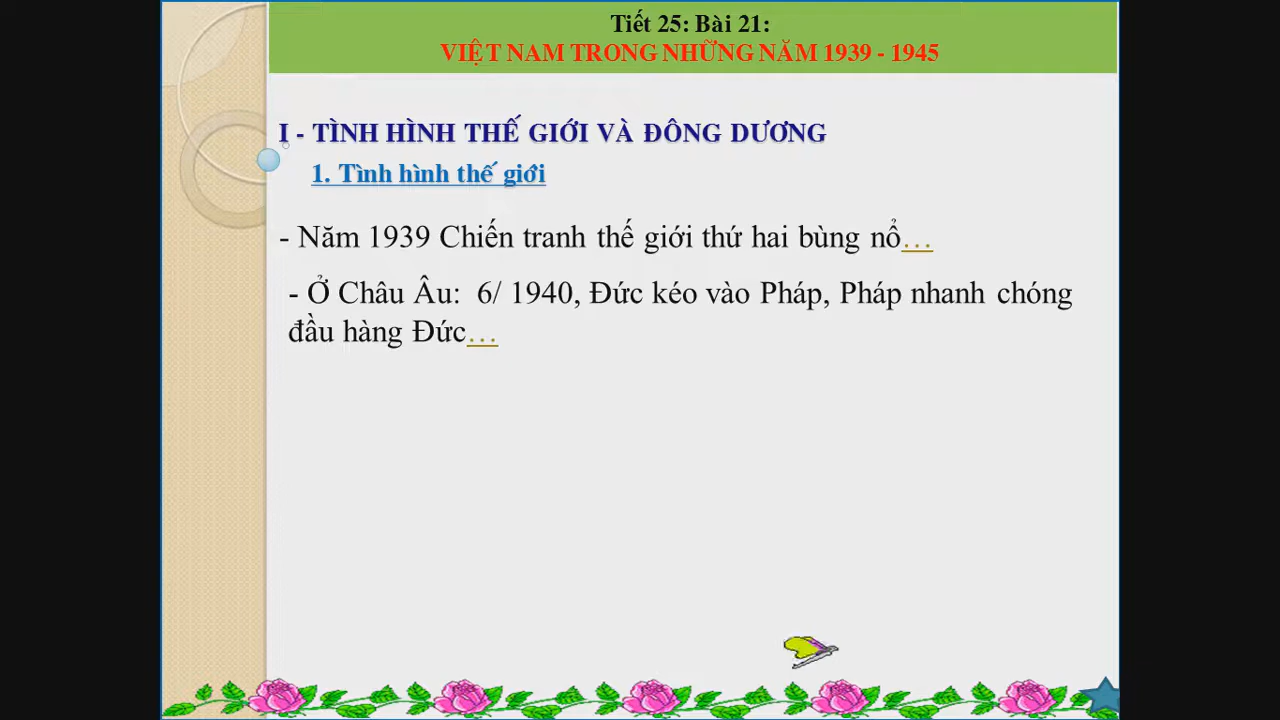 Tiết 25: Bài 21:
VIỆT NAM TRONG NHỮNG NĂM 1939 - 1945
I - TÌNH HÌNH THẾ GIỚI VÀ ĐÔNG DƯƠNG
1. Tình hình thế giới
- Năm 1939 Chiến tranh thế giới thứ hai bùng nổ...
- Ở Châu Âu: 6/ 1940, Đức kéo vào Pháp, Pháp nhanh chóng
đầu hàng Đức...